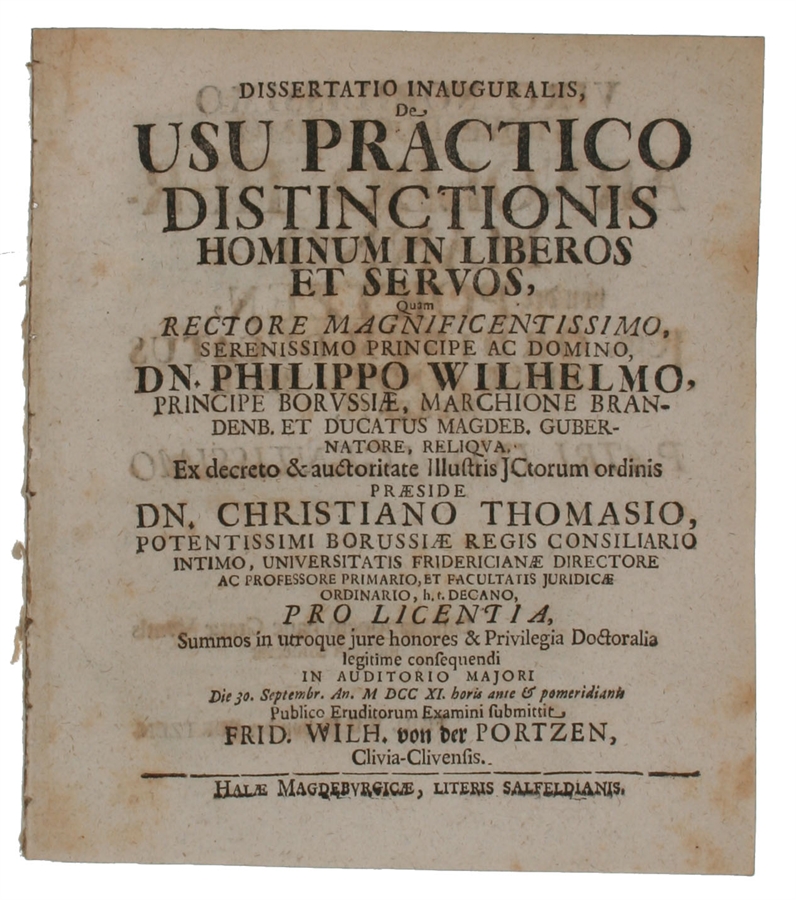 DISSERTATIO INAUGURALIS,
De
USU PRACTICO
DISTINCTIONIS
HOMINUM IN LIBEROS
ET SERVOS,
Quam
RECTORE MAGNIFICENTISSIMO,
SERENISSIMO PRINCIPE AC DOMINO,
DN. PHILIPPO WILHELMO,
PRINCIPE BORVSSIÆ, MARCHIONE BRAN-
DENB. ET DUCATUS MAGDEB. GUBER-
NATORE, RELIQVA.
Ex decreto & auctoritate Illuſtris JCtorum ordinis
PRÆSIDE
DN. CHRISTIANO THOMASIO,
POTENTISSIMI BORUSSIÆ REGIS CONSILIARIO
INTIMO, UNIVERSITATIS FRIDERICIANÆ DIRECTORE
AC PROFESSORE PRIMARIO, ET FACULTATIS JURIDICÆ
ORDINARIO, h. t. DECANO,
PRO LICENTIA,
Summos in utroque jure honores & Privilegia Doctoralia
legitime conſequendi
IN AUDITORIO MAJORI
Die 30. Septembr. An. M DCC XI. horis ante & pomeridianis
Publico Eruditorum Examini ſubmittit
FRID. WILH. von der PORTZEN,
Clivia-Clivenſis.
HALÆ MAGDEBVRGICÆ, LITERIS SALFELDIANIS.